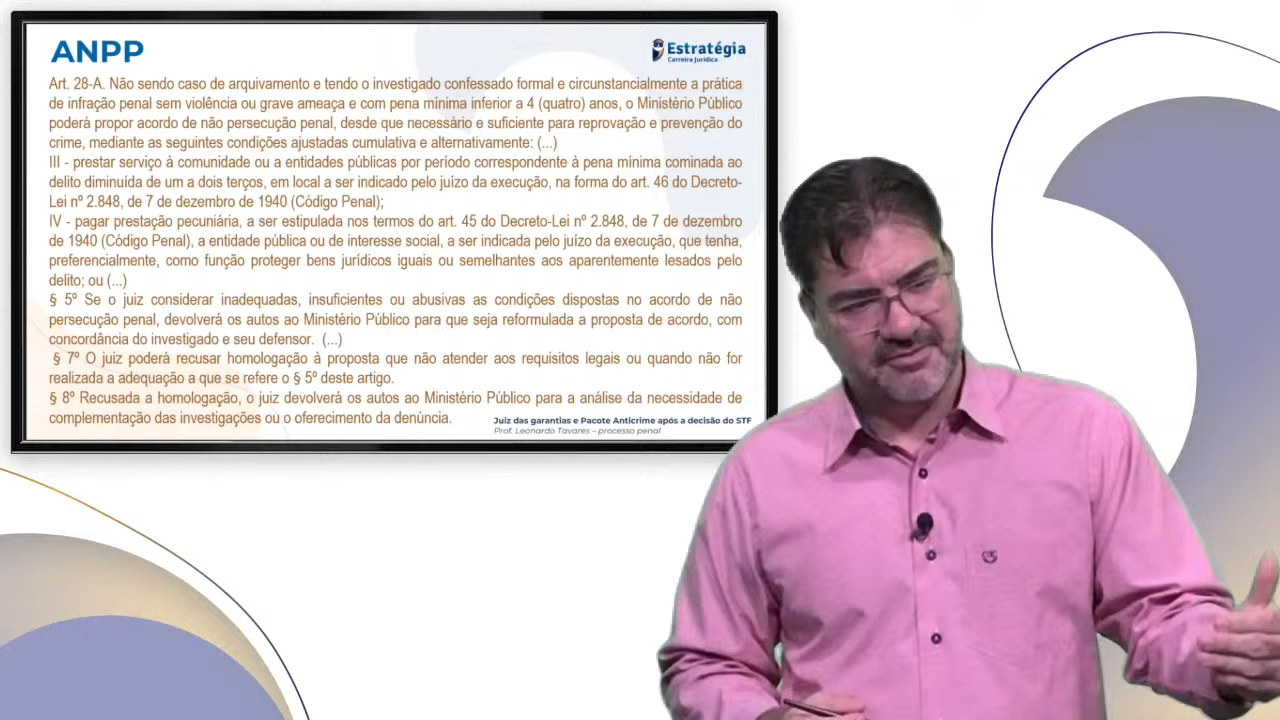 ANPP
Estratégia
Carreira Jurídica
Art. 28-A. Não sendo caso de arquivamento e tendo o investigado confessado formal e circunstancialmente a prática
de infração penal sem violência ou grave ameaça e com pena mínima inferior a 4 (quatro) anos, o Ministério Público
poderá propor acordo de não persecução penal, desde que necessário e suficiente para reprovação e prevenção do
crime, mediante as seguintes condições ajustadas cumulativa e alternativamente: (...)
III - prestar serviço à comunidade ou a entidades públicas por período correspondente à pena mínima cominada ao
delito diminuída de um a dois terços, em local a ser indicado pelo juízo da execução, na forma do art. 46 do Decreto-
Lei nº 2.848, de 7 de dezembro de 1940 (Código Penal);
IV - pagar prestação pecuniária, a ser estipulada nos termos do art. 45 do Decreto-Lei nº 2.848, de 7 de dezembro
de 1940 (Código Penal), a entidade pública ou de interesse social, a ser indicada pelo juízo da execução, que tenha,
preferencialmente, como função proteger bens jurídicos iguais ou semelhantes aos aparentemente lesados pelo
delito; ou (...)
§ 5º Se o juiz considerar inadequadas, insuficientes ou abusivas as condições dispostas no acordo de não
persecução penal, devolverá os autos ao Ministério Público para que seja reformulada a proposta de acordo, com
concordância do investigado e seu defensor. (...)
§ 7º O juiz poderá recusar homologação à proposta que não atender aos requisitos legais ou quando não for
realizada a adequação a que se refere o § 5º deste artigo.
§ 8º Recusada a homologação, o juiz devolverá os autos ao Ministério Público para a análise da necessidade de
complementação das investigações ou o oferecimento da denúncia.
Juiz das garantias e Pacote Anticrime após a decisão do STF
Prof. Leonardo Tavares – processo penal